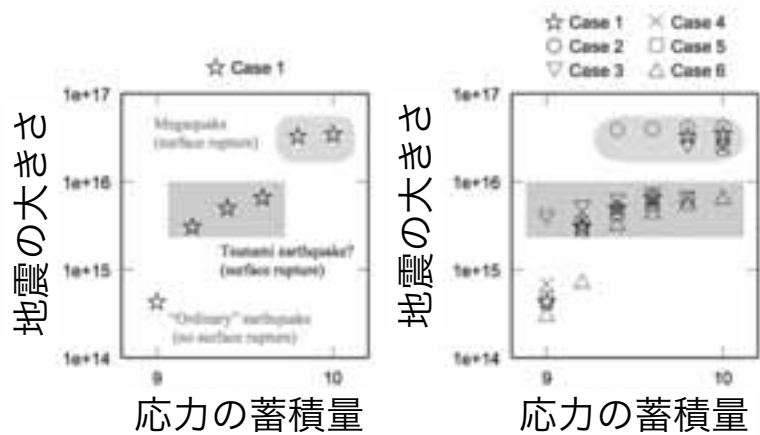 Case 1
1e+17
1e+16
1e+15
1e+14
9
10
Megaquake
(surface rupture)
Tsunami earthquake?
(surface rupture)
"Ordinary" earthquake
(no surface rupture)
地震の大きさ
応力の蓄積量
Case 1
Case 2
Case 3
Case 4
Case 5
Case 6
1e+17
1e+16
1e+15
1e+14
9
10
地震の大きさ
応力の蓄積量